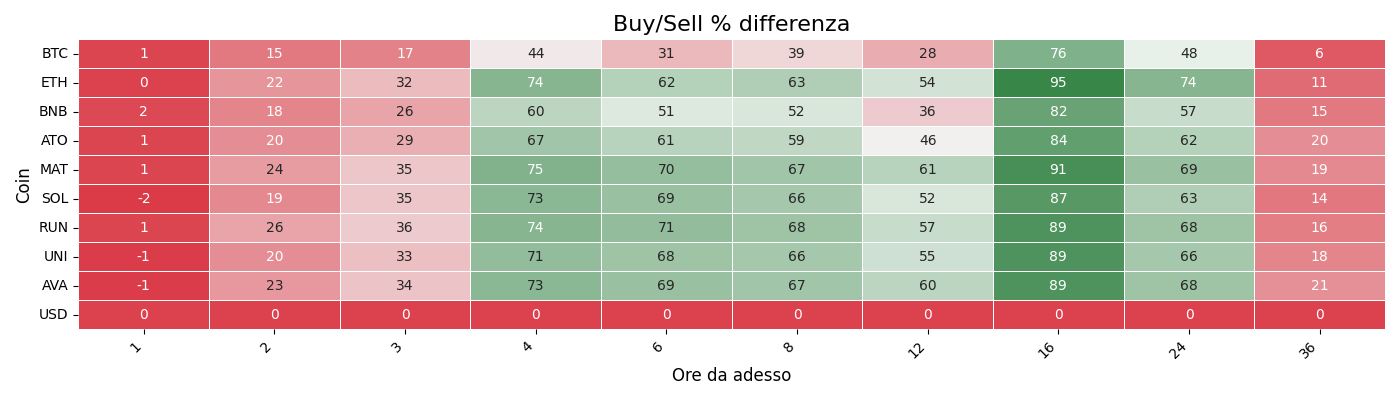 Buy/Sell % differenza
Coin
BTC 1 15 17 44 31 39 28 76 48 6
ETH 0 22 32 74 62 63 54 95 74 11
BNB 2 18 26 60 51 52 36 82 57 15
ATO 1 20 29 67 61 59 46 84 62 20
MAT 1 24 35 75 70 67 61 91 69 19
SOL -2 19 35 73 69 66 52 87 63 14
RUN 1 26 36 74 71 68 57 89 68 16
UNI -1 20 33 71 68 66 55 89 66 18
AVA -1 23 34 73 69 67 60 89 68 21
USD 0 0 0 0 0 0 0 0 0 0
1 2 3 4 6 8 12 16 24 36
Ore da adesso